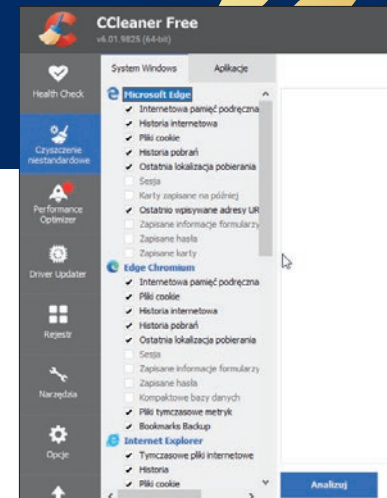 CCleaner Free
v6.01.9825 (64-bit)
Health Check
Czyszczenie
niestandardowe
Performance
Optimizer
Driver Updater
Rejestr
Narzędzia
Opcje
System Windows
Aplikacje
Microsoft Edge
Internetowa pamięć podręczna
Historia internetowa
Pliki cookie
Historia pobrań
Ostatnia lokalizacja pobierania
Sesja
Karty zapisane na później
Ostatnio wpisywane adresy UR
Zapisane informacje formularzy
Zapisane hasła
Zapisane karty
Edge Chromium
Internetowa pamięć podręczna
Pliki cookie
Historia internetowa
Historia pobrań
Ostatnia lokalizacja pobierania
Sesja
Zapisane informacje formularzy
Zapisane hasła
Kompaktowe bazy danych
Pliki tymczasowe metryk
Bookmarks Backup
Internet Explorer
Tymczasowe pliki internetowe
Historia
Pliki cookie
Analizuj